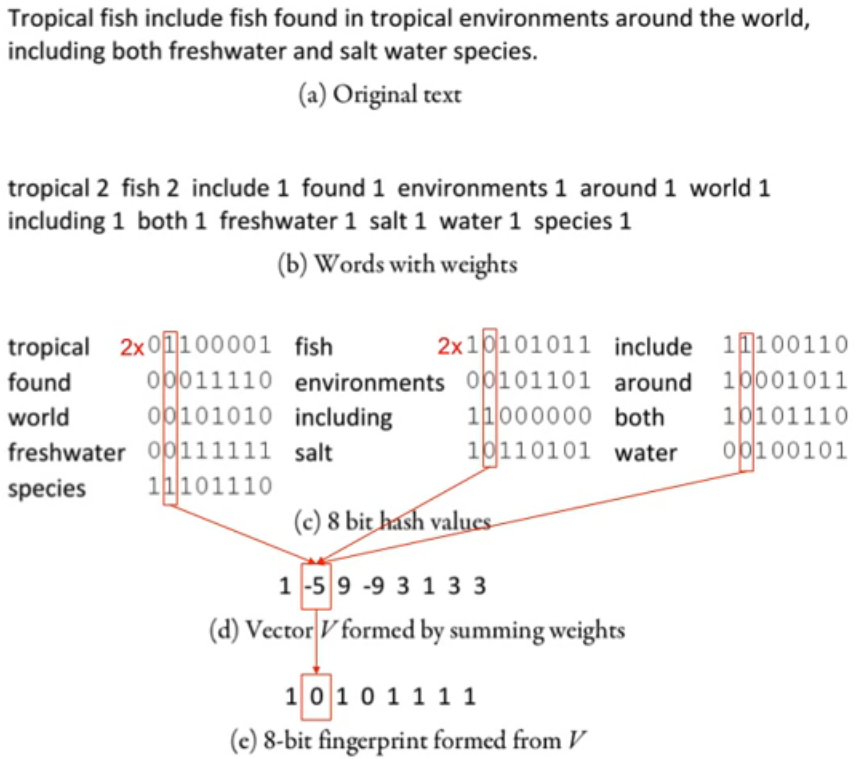 Tropical fish include fish found in tropical environments around the world,
including both freshwater and salt water species.
(a) Original text
tropical 2 fish 2 include 1 found 1 environments 1 around 1 world 1
including 1 both 1 freshwater 1 salt 1 water 1 species 1
(b) Words with weights
tropical 2x 01100001 fish 2x 10101011 include 11100110
found 00011110 environments 00101101 around 10001011
world 00101010 including 11000000 both 10101110
freshwater 00111111 salt 10110101 water 00100101
species 11101110
(c) 8 bit hash values
1 -5 9 -9 3 1 3 3
(d) Vector V formed by summing weights
1 0 1 0 1 1 1 1
(e) 8-bit fingerprint formed from V